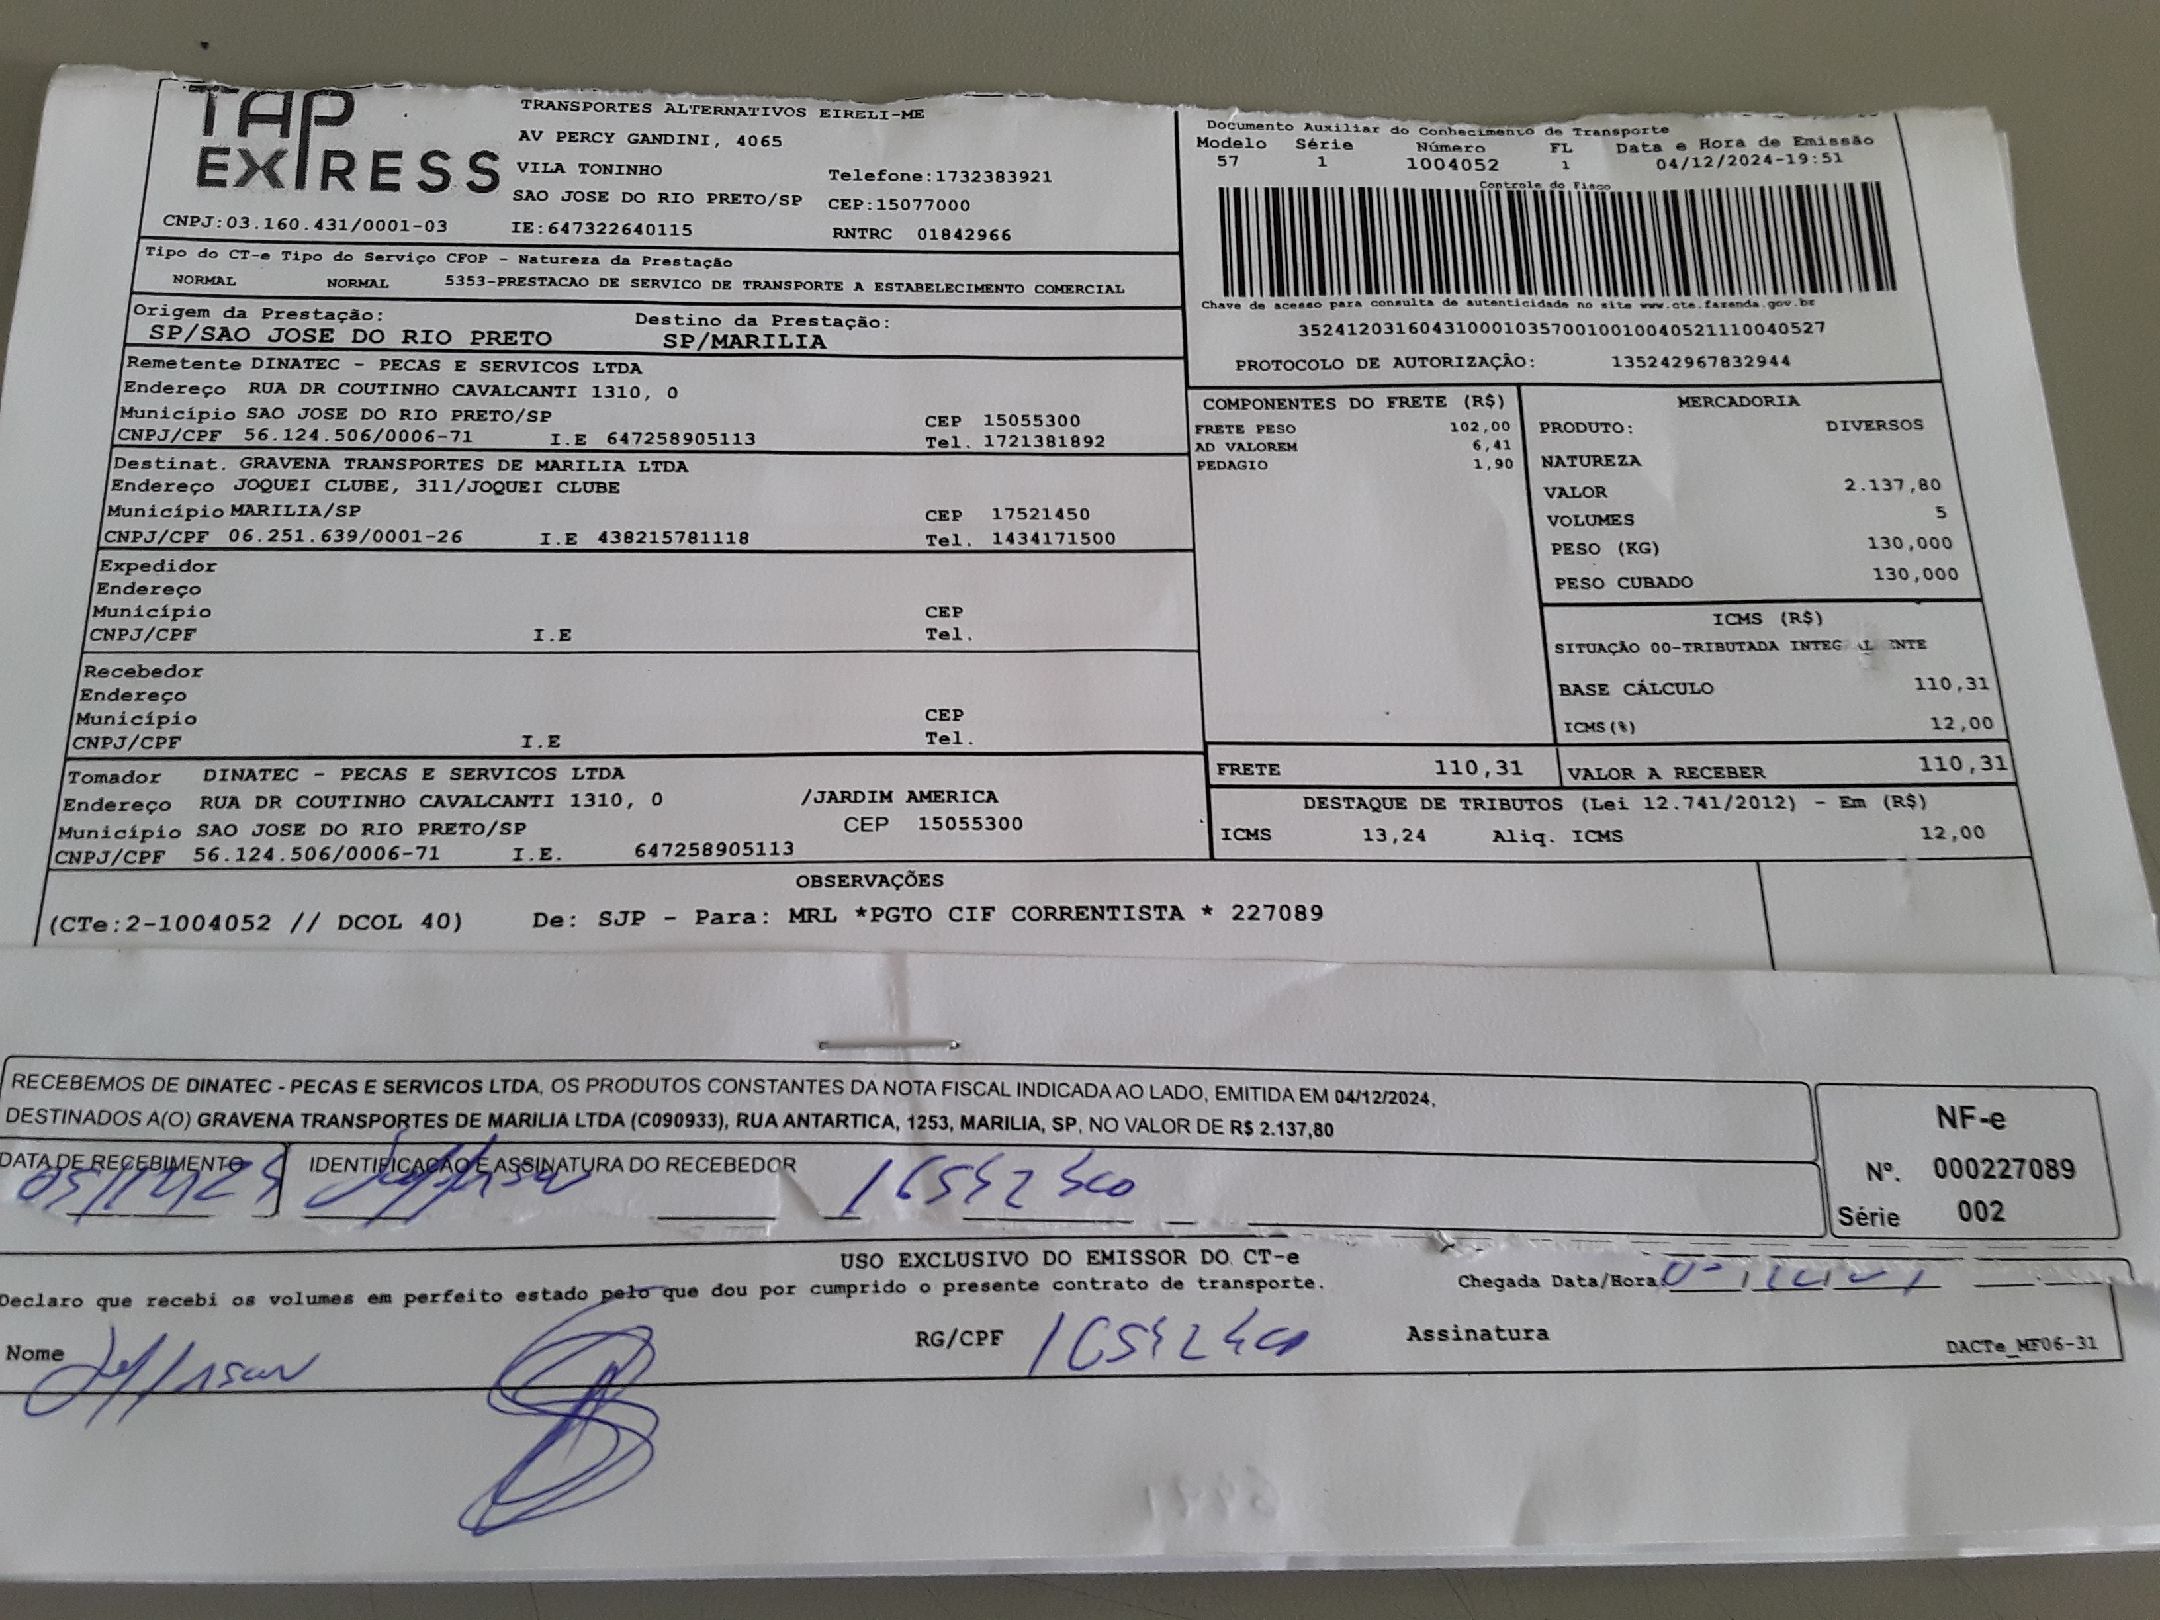 TAP EXPRESS
TRANSPORTES ALTERNATIVOS EIRELI-ME
AV PERCY GANDINI, 4065
VILA TONINHO
Telefone:1732383921
SAO JOSE DO RIO PRETO/SP CEP:15077000
CNPJ:03.160.431/0001-03 IE:647322640115 RNTRC 01842966
Tipo do CT-e Tipo do Serviço CFOP - Natureza da Prestação
NORMAL NORMAL 5353-PRESTACAO DE SERVICO DE TRANSPORTE A ESTABELECIMENTO COMERCIAL
Origem da Prestação: Destino da Prestação:
SP/SAO JOSE DO RIO PRETO SP/MARILIA
Documento Auxiliar do Conhecimento de Transporte
Modelo Série Número FL Data e Hora de Emissão
57 1 1004052 1 04/12/2024-19:51
Controle do Fisco
Chave de acesso para consulta de autenticidade no site www.cte.fazenda.gov.br
35241203160431000103570010010040521110040527
PROTOCOLO DE AUTORIZAÇÃO: 135242967832944
Remetente DINATEC - PECAS E SERVICOS LTDA
Endereço RUA DR COUTINHO CAVALCANTI 1310, 0
Município SAO JOSE DO RIO PRETO/SP CEP 15055300
CNPJ/CPF 56.124.506/0006-71 I.E 647258905113 Tel. 1721381892
Destinat. GRAVENA TRANSPORTES DE MARILIA LTDA
Endereço JOQUEI CLUBE, 311/JOQUEI CLUBE
Município MARILIA/SP CEP 17521450
CNPJ/CPF 06.251.639/0001-26 I.E 438215781118 Tel. 1434171500
Expedidor
Endereço
Município CEP
CNPJ/CPF I.E Tel.
Recebedor
Endereço
Município CEP
CNPJ/CPF I.E Tel.
Tomador DINATEC - PECAS E SERVICOS LTDA
Endereço RUA DR COUTINHO CAVALCANTI 1310, 0 /JARDIM AMERICA
Município SAO JOSE DO RIO PRETO/SP CEP 15055300
CNPJ/CPF 56.124.506/0006-71 I.E. 647258905113
COMPONENTES DO FRETE (R$)
FRETE PESO 102,00
AD VALOREM 6,41
PEDAGIO 1,90
MERCADORIA
PRODUTO: DIVERSOS
NATUREZA
VALOR 2.137,80
VOLUMES 5
PESO (KG) 130,000
PESO CUBADO 130,000
ICMS (R$)
SITUAÇÃO 00-TRIBUTADA
BASE CÁLCULO 110,31
ICMS(%) 12,00
FRETE 110,31 VALOR A RECEBER 110,31
DESTAQUE DE TRIBUTOS (Lei 12.741/2012) - Em (R$)
ICMS 13,24 Aliq. ICMS 12,00
OBSERVAÇÕES
(CTe:2-1004052 // DCOL 40) De: SJP - Para: MRL *PGTO CIF CORRENTISTA * 227089
RECEBEMOS DE DINATEC - PECAS E SERVICOS LTDA, OS PRODUTOS CONSTANTES DA NOTA FISCAL INDICADA AO LADO, EMITIDA EM 04/12/2024,
DESTINADOS A(O) GRAVENA TRANSPORTES DE MARILIA LTDA (C090933), RUA ANTARTICA, 1253, MARILIA, SP, NO VALOR DE R$ 2.137,80
DATA DE RECEBIMENTO IDENTIFICAÇÃO E ASSINATURA DO RECEBEDOR
Jefferson
NF-e
Nº. 000227089
Série 002
USO EXCLUSIVO DO EMISSOR DO CT-e
Declaro que recebi os volumes em perfeito estado pelo que dou por cumprido o presente contrato de transporte. Chegada Data/Hora
Nome Jefferson RG/CPF Assinatura DACTe_MF06-31